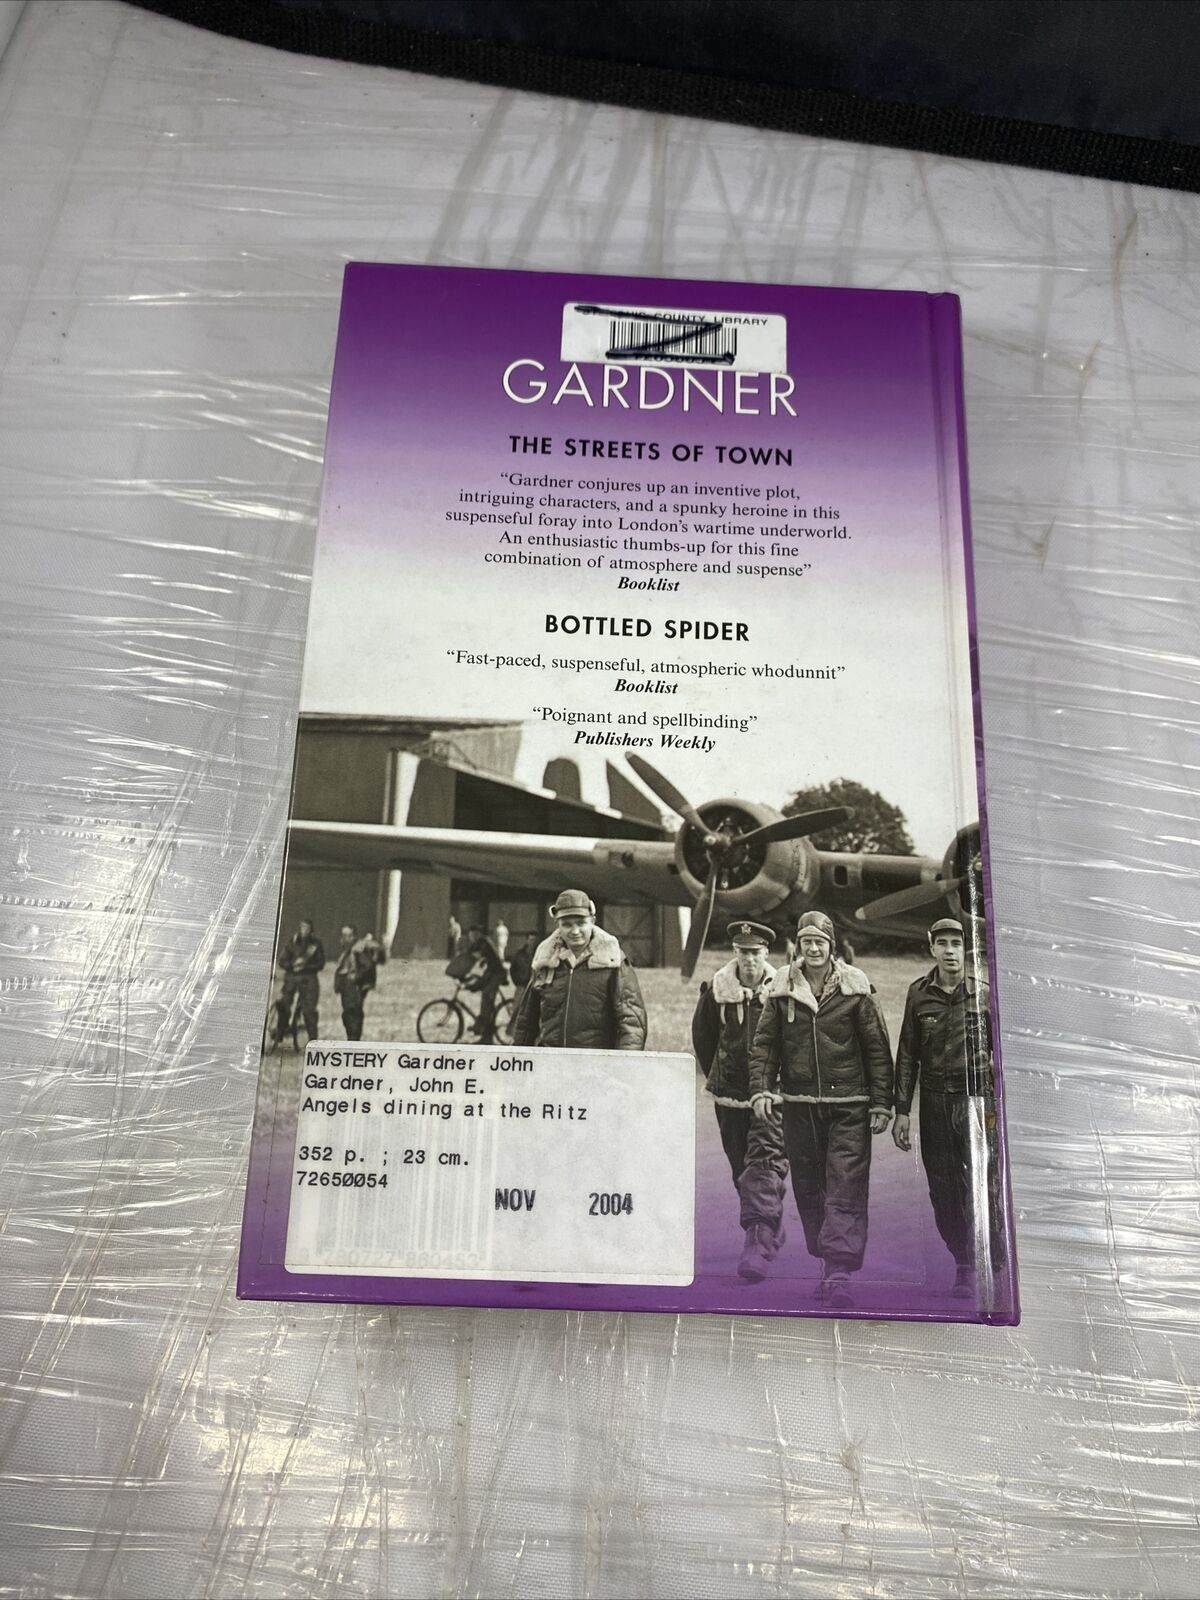 COUNTY LIBRARY
GARDNER
THE STREETS OF TOWN
“Gardner conjures up an inventive plot,
intriguing characters, and a spunky heroine in this
suspenseful foray into London’s wartime underworld.
An enthusiastic thumbs-up for this fine
combination of atmosphere and suspense”
Booklist
BOTTLED SPIDER
“Fast-paced, suspenseful, atmospheric whodunnit”
Booklist
“Poignant and spellbinding”
Publishers Weekly
MYSTERY Gardner John
Gardner, John E.
Angels dining at the Ritz
352 p. ; 23 cm.
72650054
NOV 2004
9 780727 860453